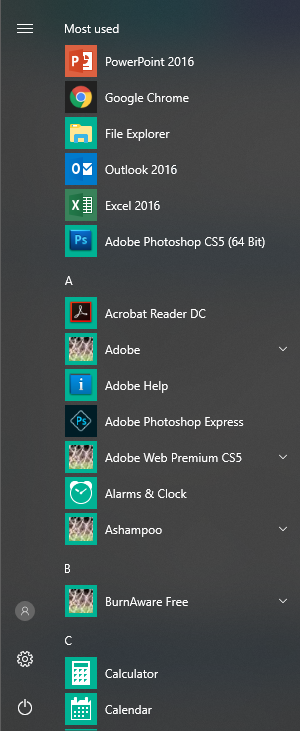 Most used
PowerPoint 2016
Google Chrome
File Explorer
Outlook 2016
Excel 2016
Adobe Photoshop CS5 (64 Bit)
A
Acrobat Reader DC
Adobe
Adobe Help
Adobe Photoshop Express
Adobe Web Premium CS5
Alarms & Clock
Ashampoo
B
BurnAware Free
C
Calculator
Calendar